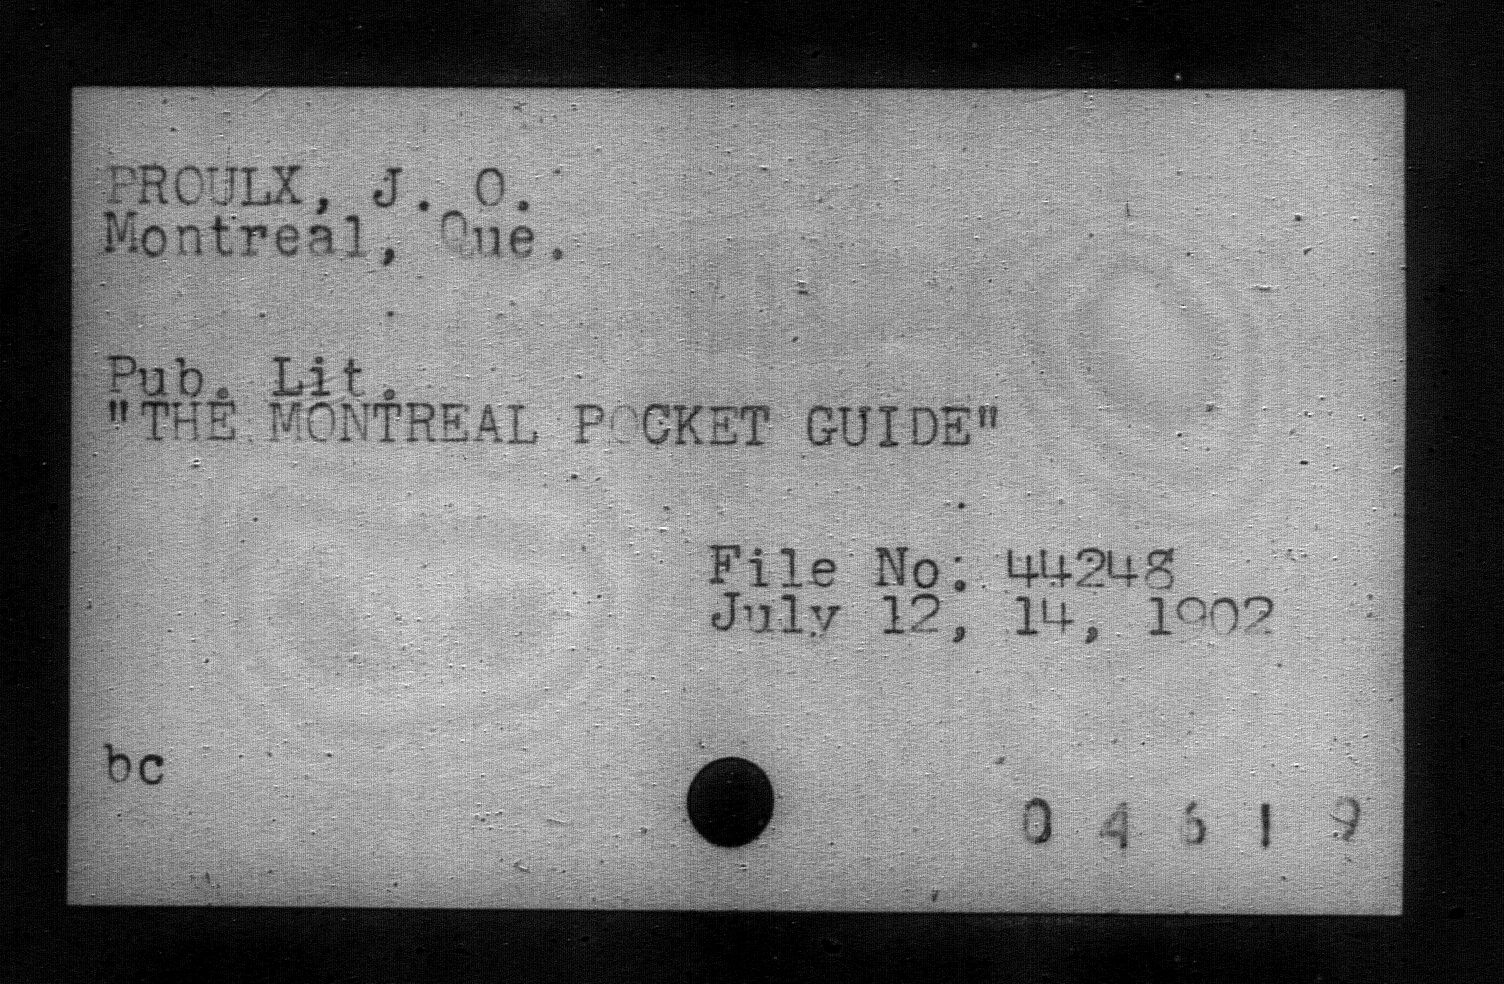 PROULX, J. O.
Montreal, Que.
Pub. Lit.
"THE MONTREAL POCKET GUIDE"
File No: 44248
July 12, 14, 1902
bc
0 4 6 1 9